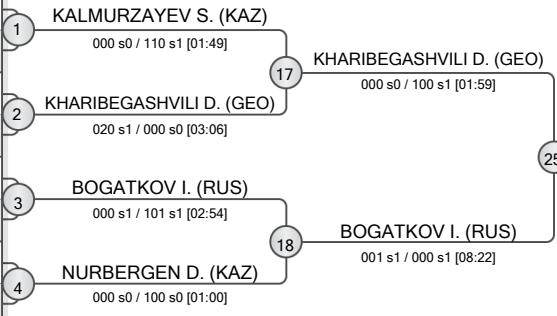 KALMURZAYEV S. (KAZ)
1
000 s0 / 110 s1 [01:49]
17
KHARIBEGASHVILI D. (GEO)
000 s0 / 100 s1 [01:59]
KHARIBEGASHVILI D. (GEO)
2
020 s1 / 000 s0 [03:06]
25
BOGATKOV I. (RUS)
3
000 s1 / 101 s1 [02:54]
18
BOGATKOV I. (RUS)
001 s1 / 000 s1 [08:22]
NURBERGEN D. (KAZ)
4
000 s0 / 100 s0 [01:00]